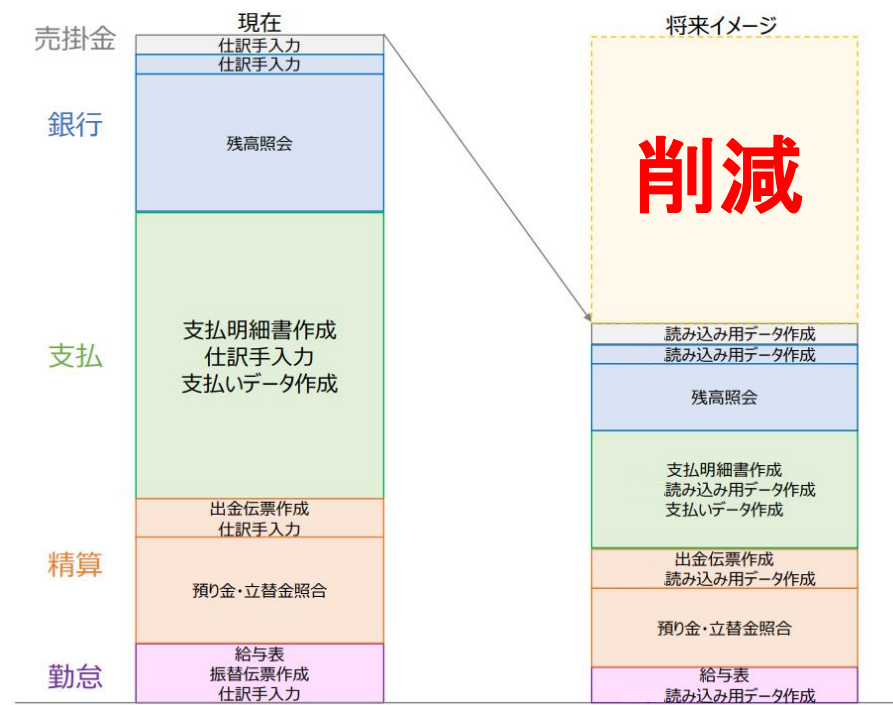 現在
将来イメージ
売掛金
仕訳手入力
仕訳手入力
銀行
残高照会
支払
支払明細書作成
仕訳手入力
支払いデータ作成
出金伝票作成
仕訳手入力
精算
預り金・立替金照合
勤怠
給与表
振替伝票作成
仕訳手入力
削減
読み込み用データ作成
読み込み用データ作成
残高照会
支払明細書作成
読み込み用データ作成
支払いデータ作成
出金伝票作成
読み込み用データ作成
預り金・立替金照合
給与表
読み込み用データ作成